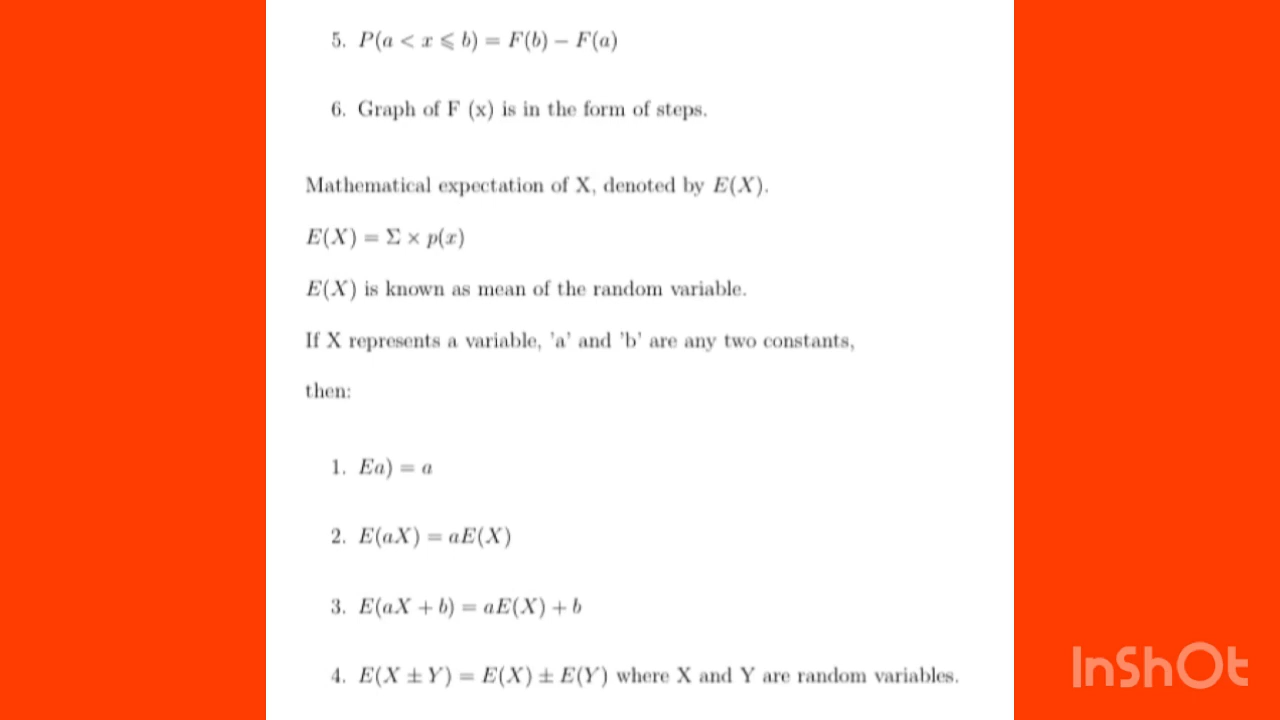 5. P(a < x ⩽ b) = F(b) − F(a)
6. Graph of F (x) is in the form of steps.
Mathematical expectation of X, denoted by E(X).
E(X) = Σ × p(x)
E(X) is known as mean of the random variable.
If X represents a variable, 'a' and 'b' are any two constants,
then:
1. Ea) = a
2. E(aX) = aE(X)
3. E(aX + b) = aE(X) + b
4. E(X ± Y) = E(X) ± E(Y) where X and Y are random variables.
InShOt